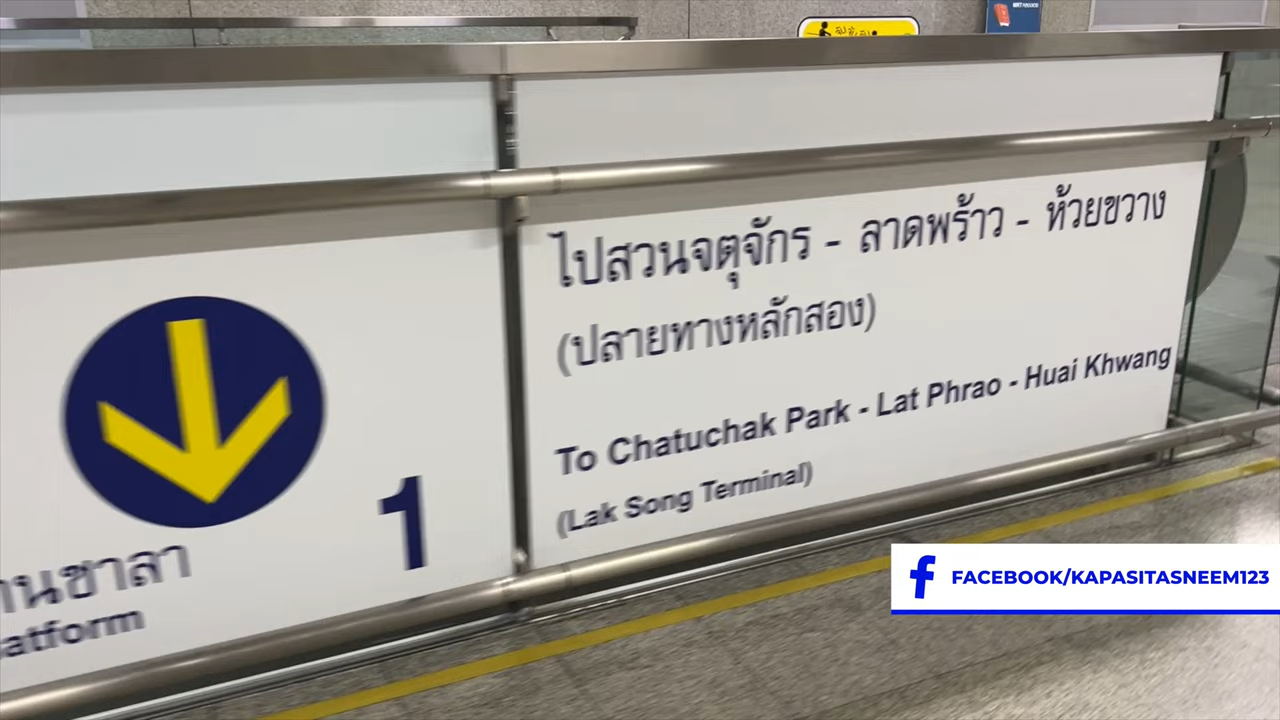 ไปสวนจตุจักร - ลาดพร้าว - ห้วยขวาง
(ปลายทางหลักสอง)
To Chatuchak Park - Lat Phrao - Huai Khwang
(Lak Song Terminal)
1
านชาลา
atform
FACEBOOK/KAPASITASNEEM123